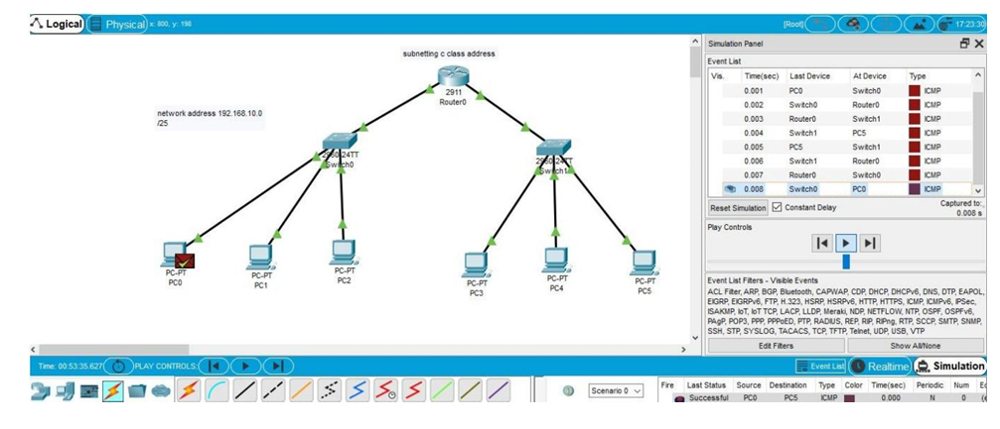 Logical Physical x: 800, y: 198 [Root] 17:23:30
subnetting c class address
network address 192.168.10.0
/25
2911
Router0
2960-24TT
Switch0
2960-24TT
Switch1
PC-PT
PC0
PC-PT
PC1
PC-PT
PC2
PC-PT
PC3
PC-PT
PC4
PC-PT
PC5
Simulation Panel
Event List
Vis. Time(sec) Last Device At Device Type
0.001 PC0 Switch0 ICMP
0.002 Switch0 Router0 ICMP
0.003 Router0 Switch1 ICMP
0.004 Switch1 PC5 ICMP
0.005 PC5 Switch1 ICMP
0.006 Switch1 Router0 ICMP
0.007 Router0 Switch0 ICMP
0.008 Switch0 PC0 ICMP
Reset Simulation Constant Delay Captured to:
0.008 s
Play Controls
Event List Filters - Visible Events
ACL Filter, ARP, BGP, Bluetooth, CAPWAP, CDP, DHCP, DHCPv6, DNS, DTP, EAPOL,
EIGRP, EIGRPv6, FTP, H.323, HSRP, HSRPv6, HTTP, HTTPS, ICMP, ICMPv6, IPSec,
ISAKMP, IoT, IoT TCP, LACP, LLDP, Meraki, NDP, NETFLOW, NTP, OSPF, OSPFv6,
PAgP, POP3, PPP, PPPoED, PTP, RADIUS, REP, RIP, RIPng, RTP, SCCP, SMTP, SNMP,
SSH, STP, SYSLOG, TACACS, TCP, TFTP, Telnet, UDP, USB, VTP
Edit Filters Show All/None
Time: 00:53:35.627 PLAY CONTROLS: Event List Realtime Simulation
Scenario 0
Fire Last Status Source Destination Type Color Time(sec) Periodic Num
Successful PC0 PC5 ICMP 0.000 N 0